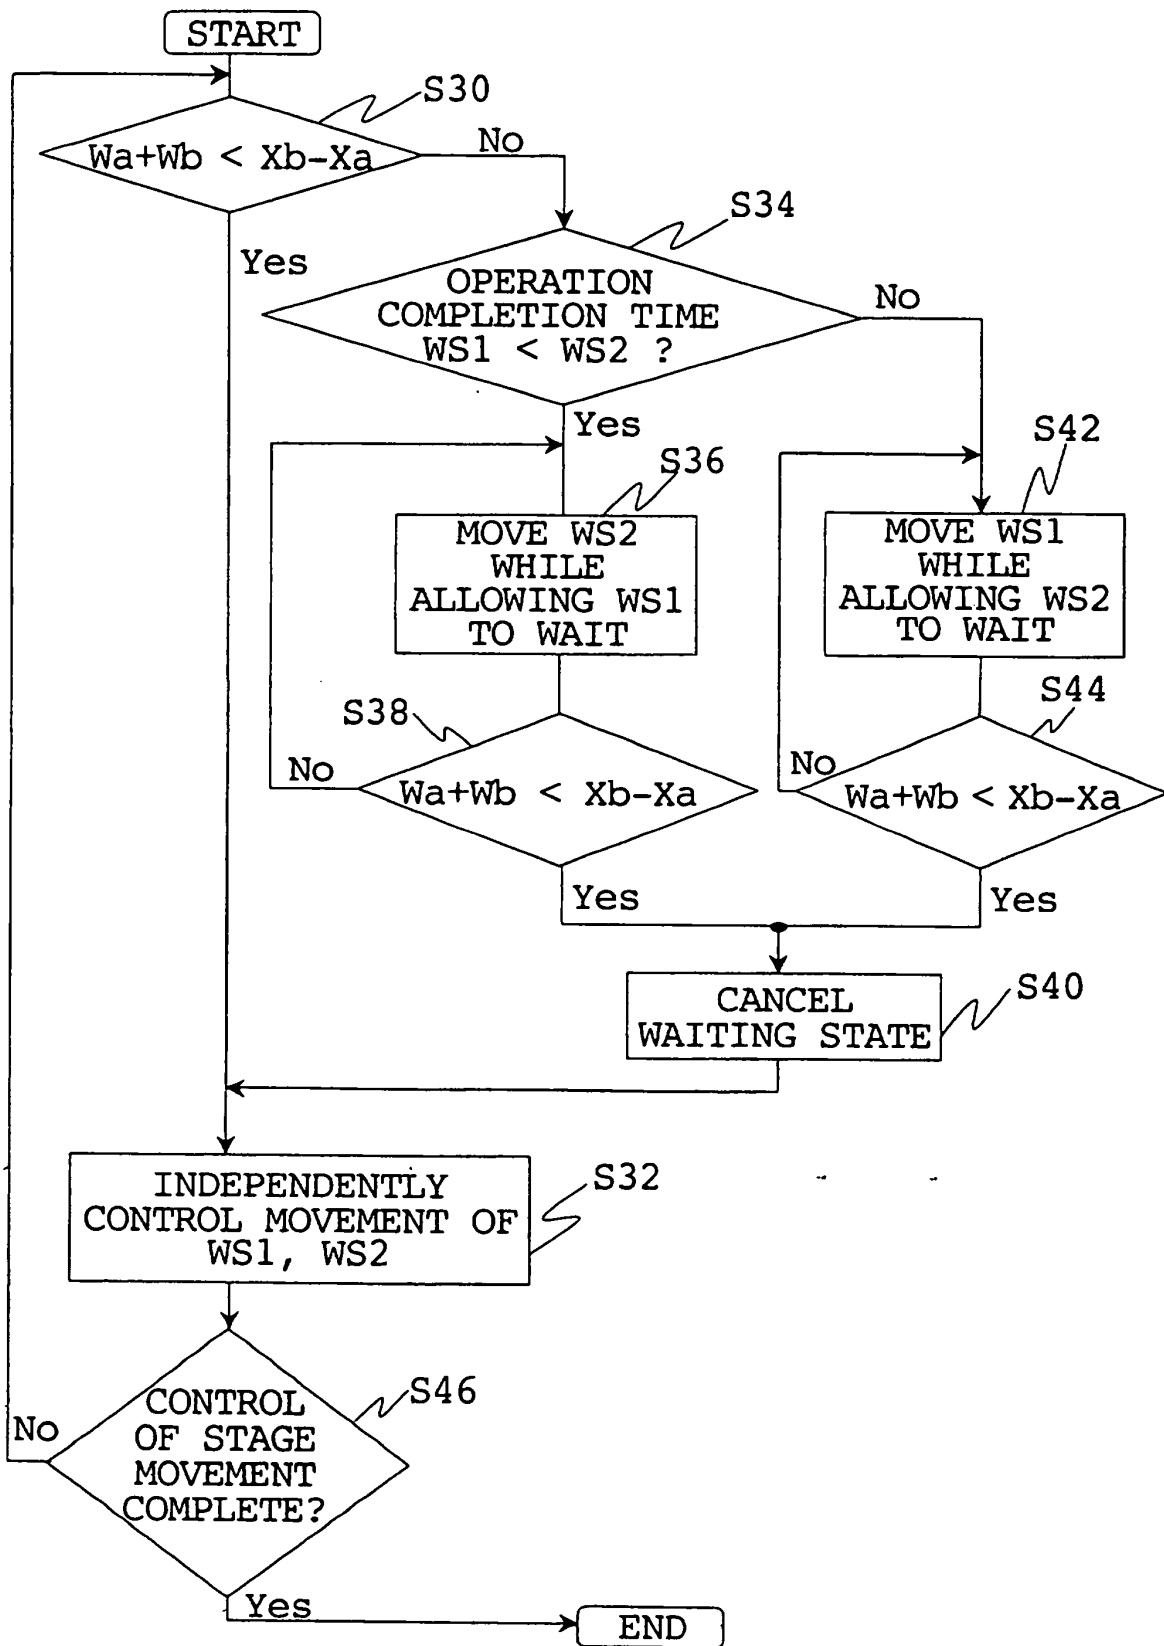 START
S30
Wa+Wb < Xb-Xa
No
Yes
S34
OPERATION
COMPLETION TIME
WS1 < WS2 ?
No
Yes
S36
S42
MOVE WS2
WHILE
ALLOWING WS1
TO WAIT
MOVE WS1
WHILE
ALLOWING WS2
TO WAIT
S38
S44
No
Wa+Wb < Xb-Xa
No
Wa+Wb < Xb-Xa
Yes
Yes
CANCEL
WAITING STATE
S40
INDEPENDENTLY
CONTROL MOVEMENT OF
WS1, WS2
S32
CONTROL
OF STAGE
MOVEMENT
COMPLETE?
S46
No
Yes
END